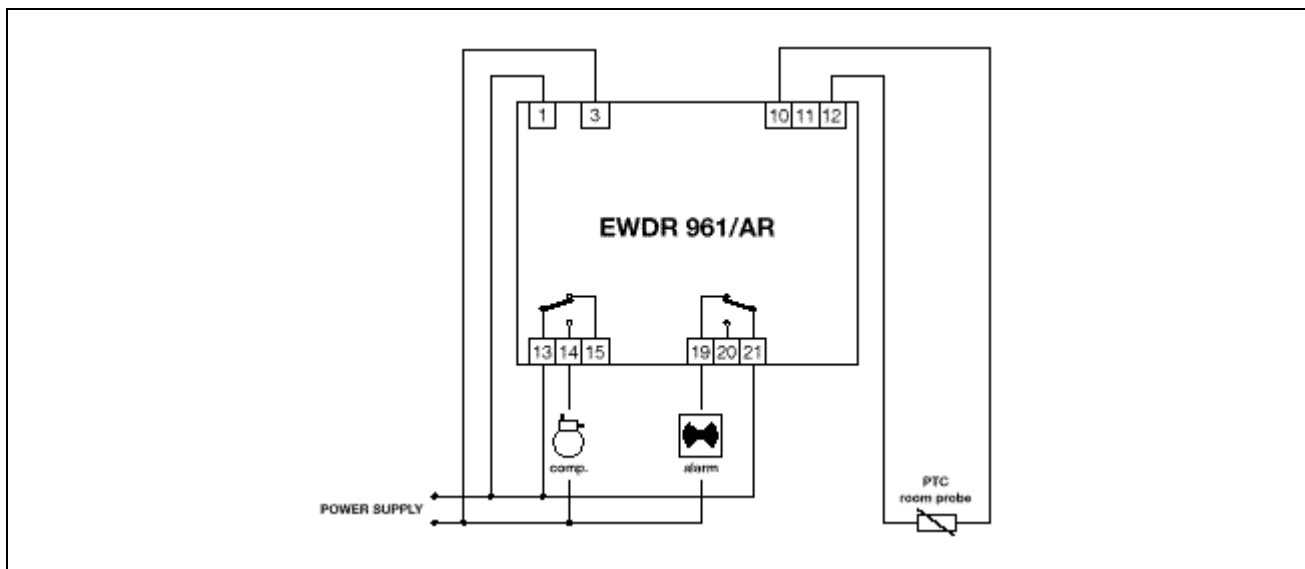 1 3 10 11 12
EWDR 961/AR
13 14 15 19 20 21
comp. alarm
POWER SUPPLY
PTC
room probe